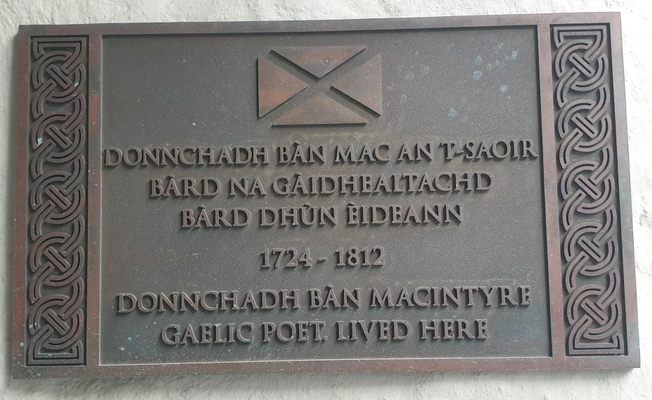 DONNCHADH BÀN MAC AN T-SAOIR
BÀRD NA GÀIDHEALTACHD
BÀRD DHÙN ÈIDEANN
1724 - 1812
DONNCHADH BÀN MACINTYRE
GAELIC POET, LIVED HERE